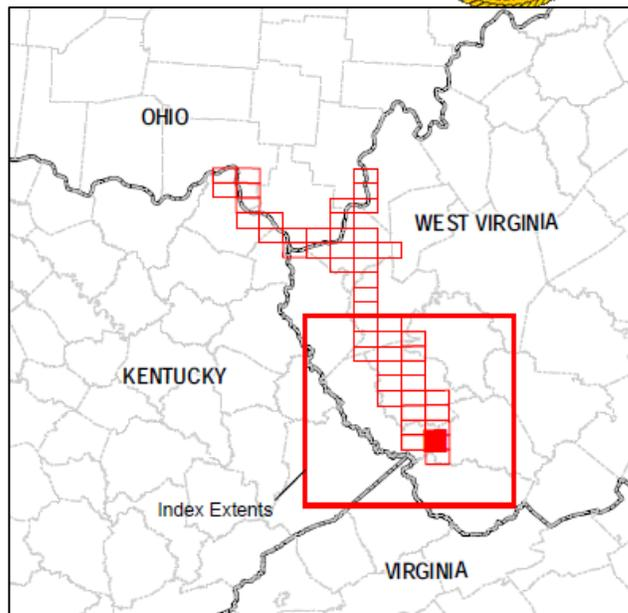 OHIO
WEST VIRGINIA
KENTUCKY
Index Extents
VIRGINIA